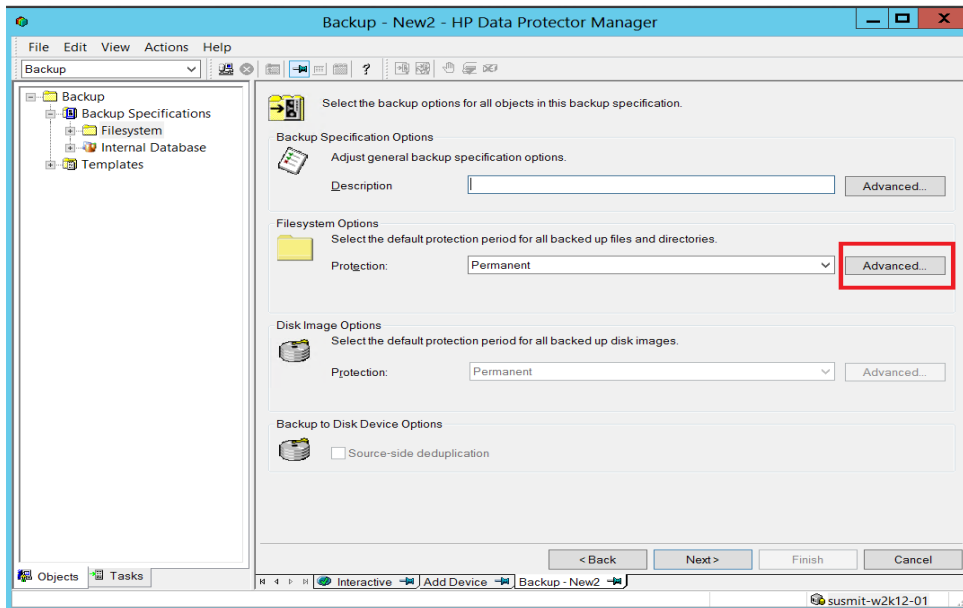 Backup - New2 - HP Data Protector Manager
File Edit View Actions Help
Backup
Backup
Backup Specifications
Filesystem
Internal Database
Templates
Select the backup options for all objects in this backup specification.
Backup Specification Options
Adjust general backup specification options.
Description
Advanced...
Filesystem Options
Select the default protection period for all backed up files and directories.
Protection:
Permanent
Advanced...
Disk Image Options
Select the default protection period for all backed up disk images.
Protection:
Permanent
Advanced...
Backup to Disk Device Options
Source-side deduplication
< Back
Next >
Finish
Cancel
Objects
Tasks
Interactive
Add Device
Backup - New2
susmit-w2k12-01